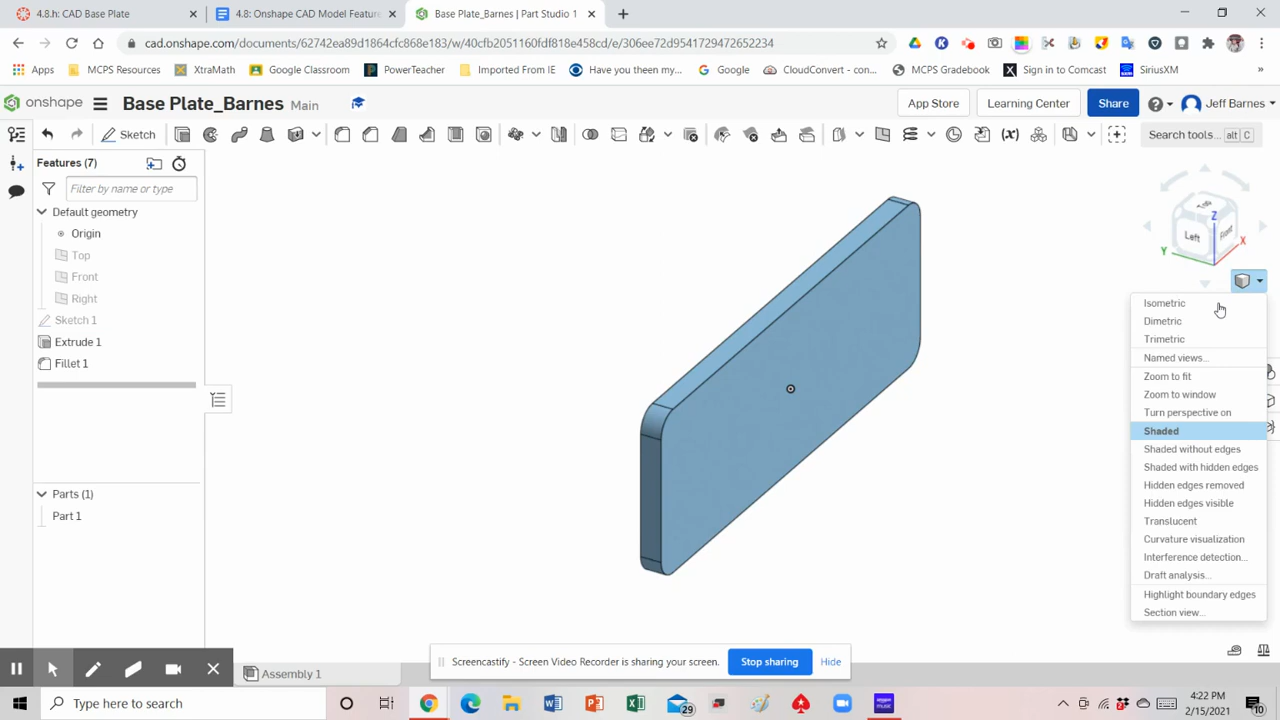 4.8.h: CAD Base Plate
4.8: Onshape CAD Model Feature
Base Plate_Barnes | Part Studio 1
cad.onshape.com/documents/62742ea89d1864cfc868e183/w/40cfb2051160fdf818e458cd/e/306ee72d9541729472652234
Apps MCPS Resources XtraMath Google Classroom PowerTeacher Imported From IE Have you theen my... Google CloudConvert - con... MCPS Gradebook Sign in to Comcast SiriusXM
onshape Base Plate_Barnes Main App Store Learning Center Share Jeff Barnes
Sketch Search tools... alt C
Features (7)
Filter by name or type
Default geometry
Origin
Top
Front
Right
Sketch 1
Extrude 1
Fillet 1
Parts (1)
Part 1
Top
Left
Front
Z
X
Y
Isometric
Dimetric
Trimetric
Named views...
Zoom to fit
Zoom to window
Turn perspective on
Shaded
Shaded without edges
Shaded with hidden edges
Hidden edges removed
Hidden edges visible
Translucent
Curvature visualization
Interference detection...
Draft analysis...
Highlight boundary edges
Section view...
Screencastify - Screen Video Recorder is sharing your screen. Stop sharing Hide
Assembly 1
Type here to search
29
4:22 PM
2/15/2021
10